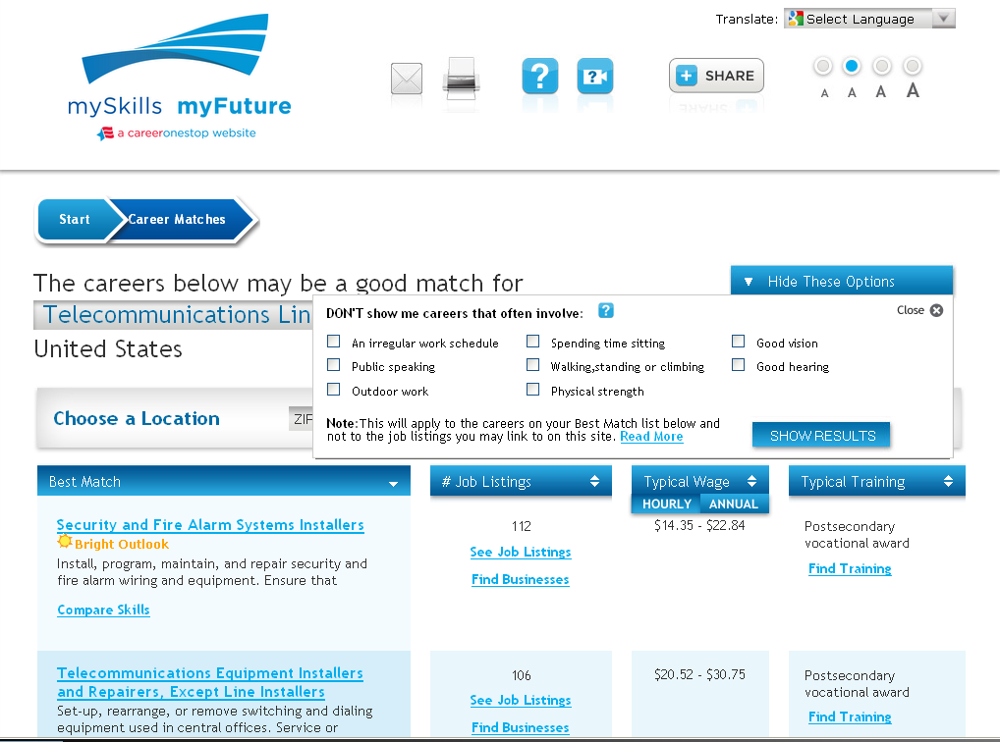 Translate: Select Language
mySkills myFuture
a careeronestop website
? ?
SHARE
A A A A
Start
Career Matches
The careers below may be a good match for
Telecommunications Lin
United States
Hide These Options
DON'T show me careers that often involve: ?
Close
An irregular work schedule
Spending time sitting
Good vision
Public speaking
Walking,standing or climbing
Good hearing
Outdoor work
Physical strength
Note:This will apply to the careers on your Best Match list below and
not to the job listings you may link to on this site. Read More
SHOW RESULTS
Choose a Location
ZIP
Best Match
# Job Listings
Typical Wage
Typical Training
HOURLY ANNUAL
Security and Fire Alarm Systems Installers
Bright Outlook
Install, program, maintain, and repair security and
fire alarm wiring and equipment. Ensure that
Compare Skills
112
See Job Listings
Find Businesses
$14.35 - $22.84
Postsecondary
vocational award
Find Training
Telecommunications Equipment Installers
and Repairers, Except Line Installers
Set-up, rearrange, or remove switching and dialing
equipment used in central offices. Service or
106
See Job Listings
Find Businesses
$20.52 - $30.75
Postsecondary
vocational award
Find Training